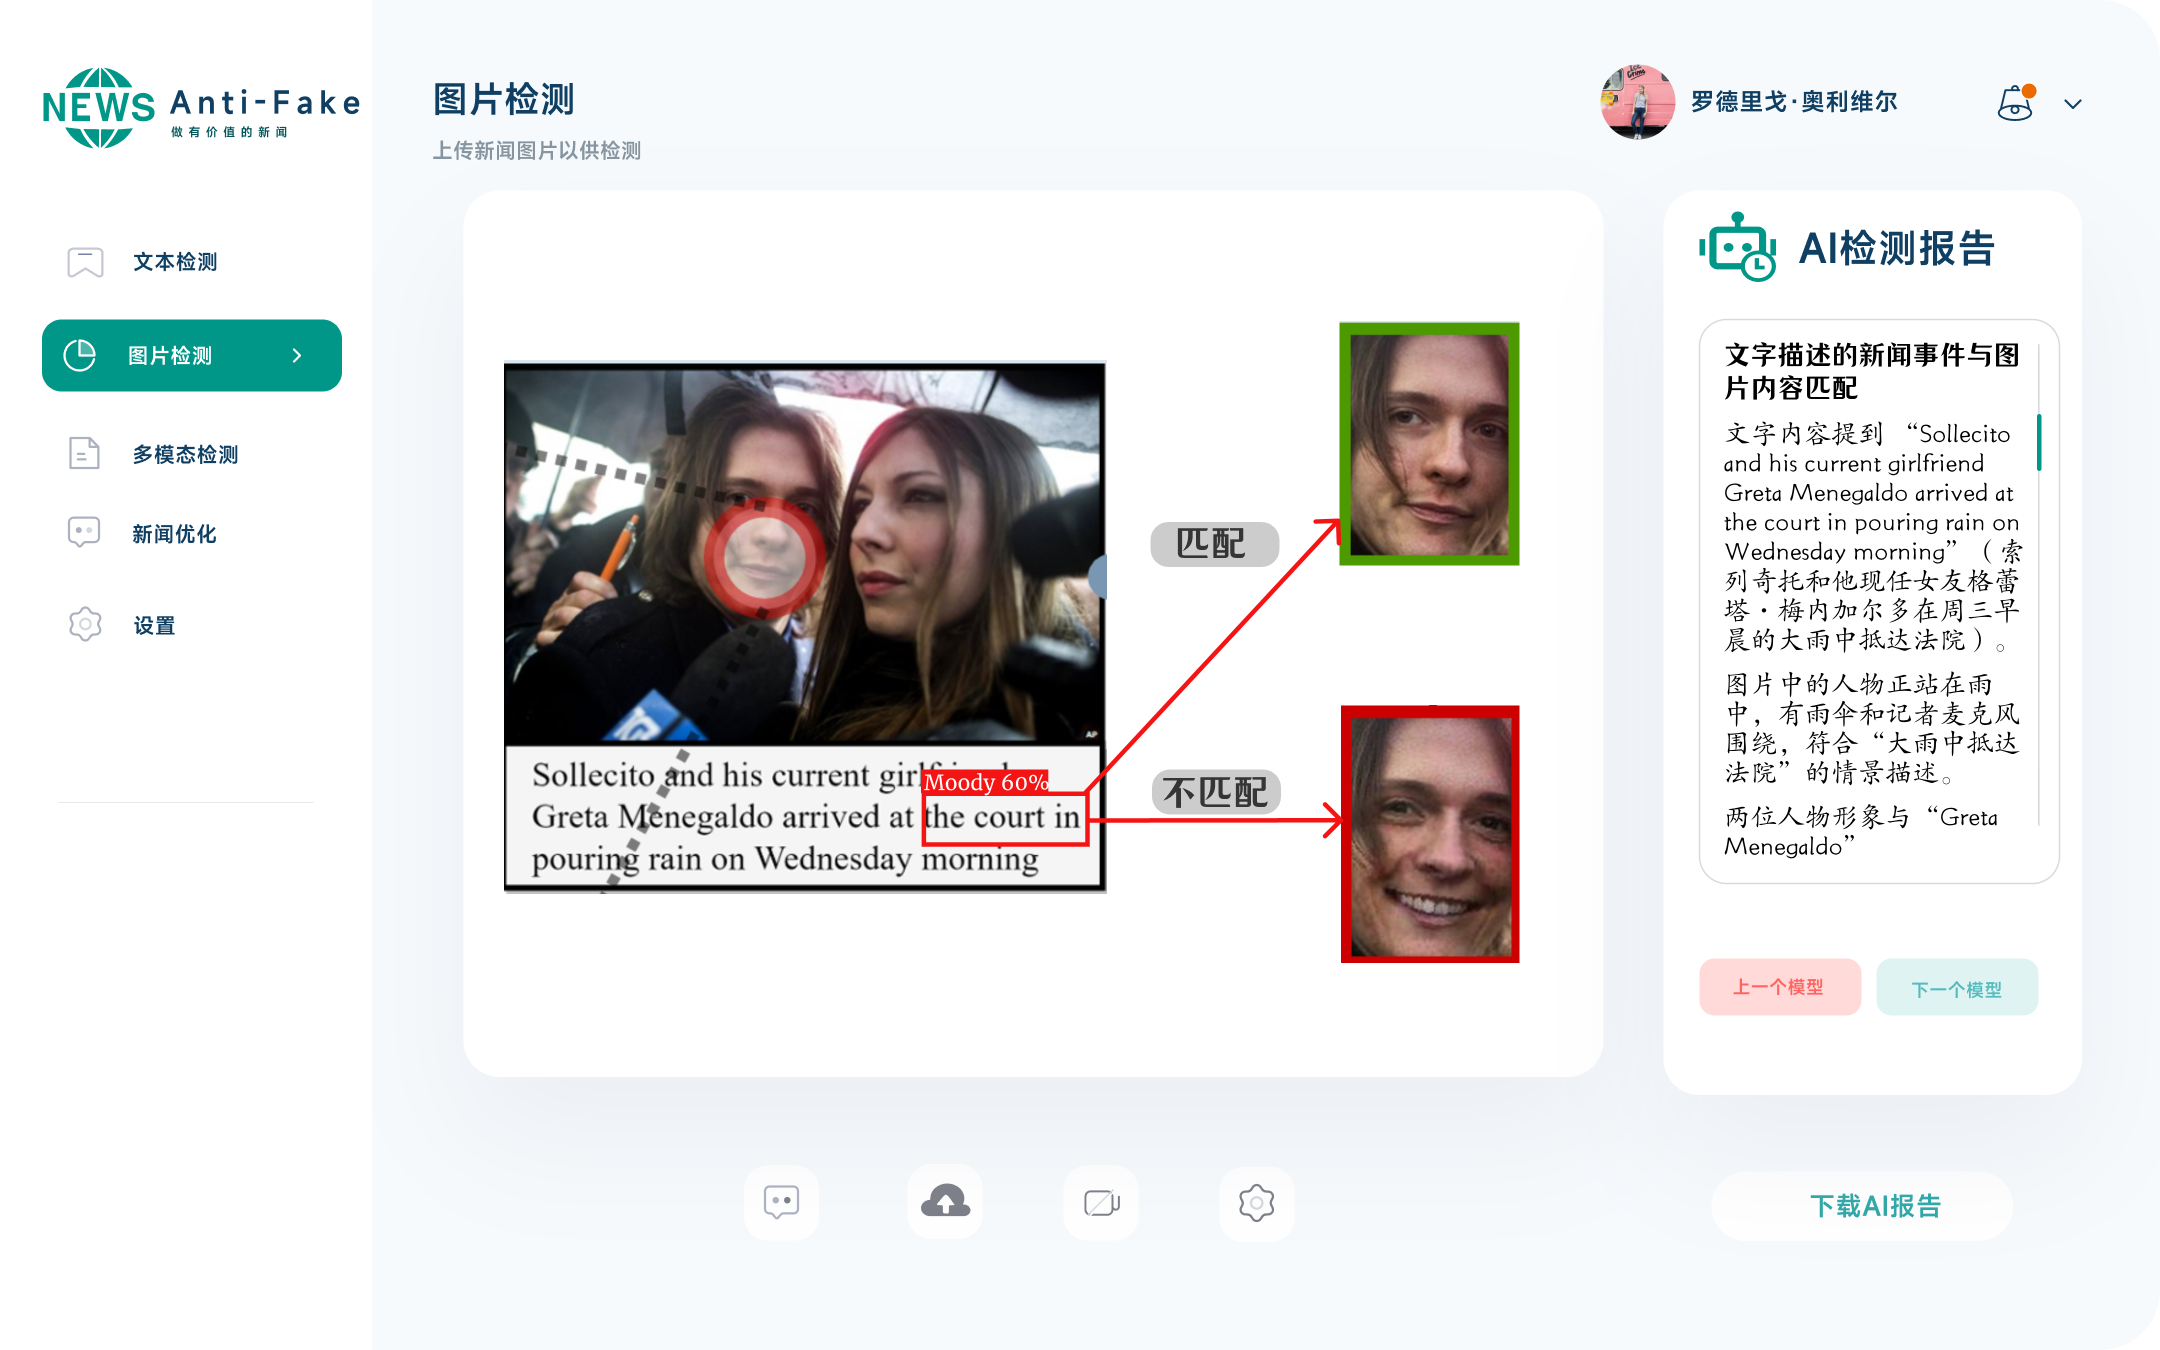 NEWS
Anti-Fake
做有价值的新闻
图片检测
上传新闻图片以供检测
罗德里戈·奥利维尔
文本检测
图片检测
多模态检测
新闻优化
设置
AP
Sollecito and his current
Moody 60%
Greta Menegaldo arrived at the court in
pouring rain on Wednesday morning
匹配
不匹配
AI检测报告
文字描述的新闻事件与图
片内容匹配
文字内容提到 “Sollecito
and his current girlfriend
Greta Menegaldo arrived at
the court in pouring rain on
Wednesday morning”（索
列奇托和他现任女友格蕾
塔·梅内加尔多在周三早
晨的大雨中抵达法院）。
图片中的人物正站在雨
中，有雨伞和记者麦克风
围绕，符合“大雨中抵达
法院”的情景描述。
两位人物形象与“Greta
Menegaldo”
上一个模型
下一个模型
下载AI报告